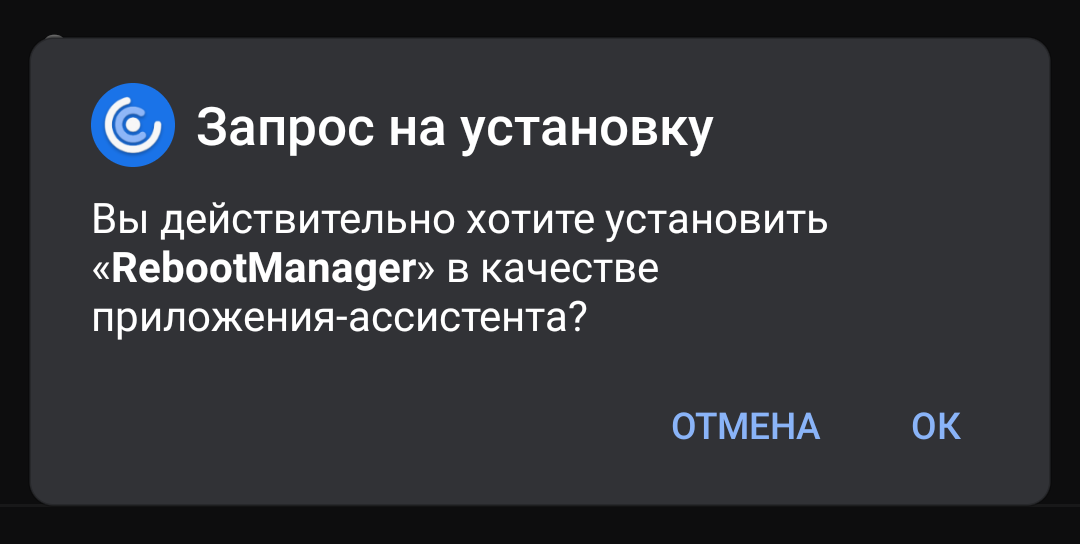 Запрос на установку
Вы действительно хотите установить
«RebootManager» в качестве
приложения-ассистента?
ОТМЕНА ОК